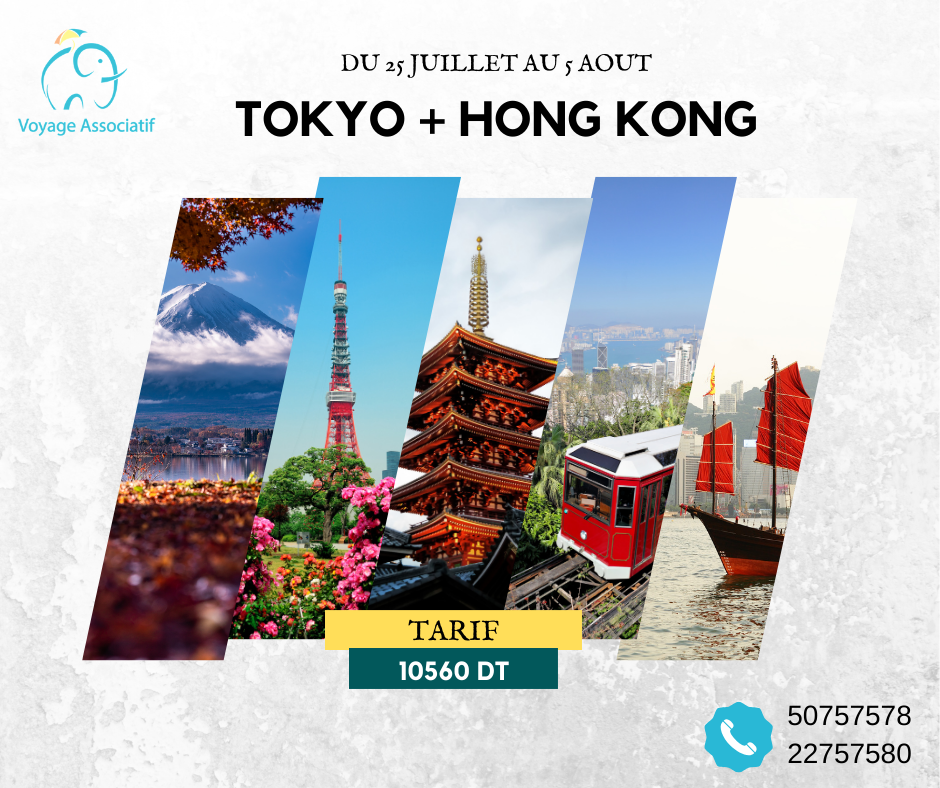 Voyage Associatif
DU 25 JUILLET AU 5 AOUT
TOKYO + HONG KONG
TARIF
10560 DT
50757578
22757580